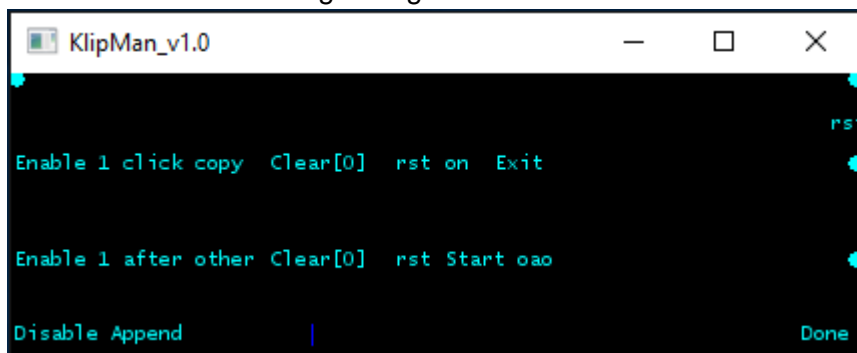 KlipMan_v1.0
Enable 1 click copy Clear[0] rst on Exit
Enable 1 after other Clear[0] rst Start oao
Disable Append Done